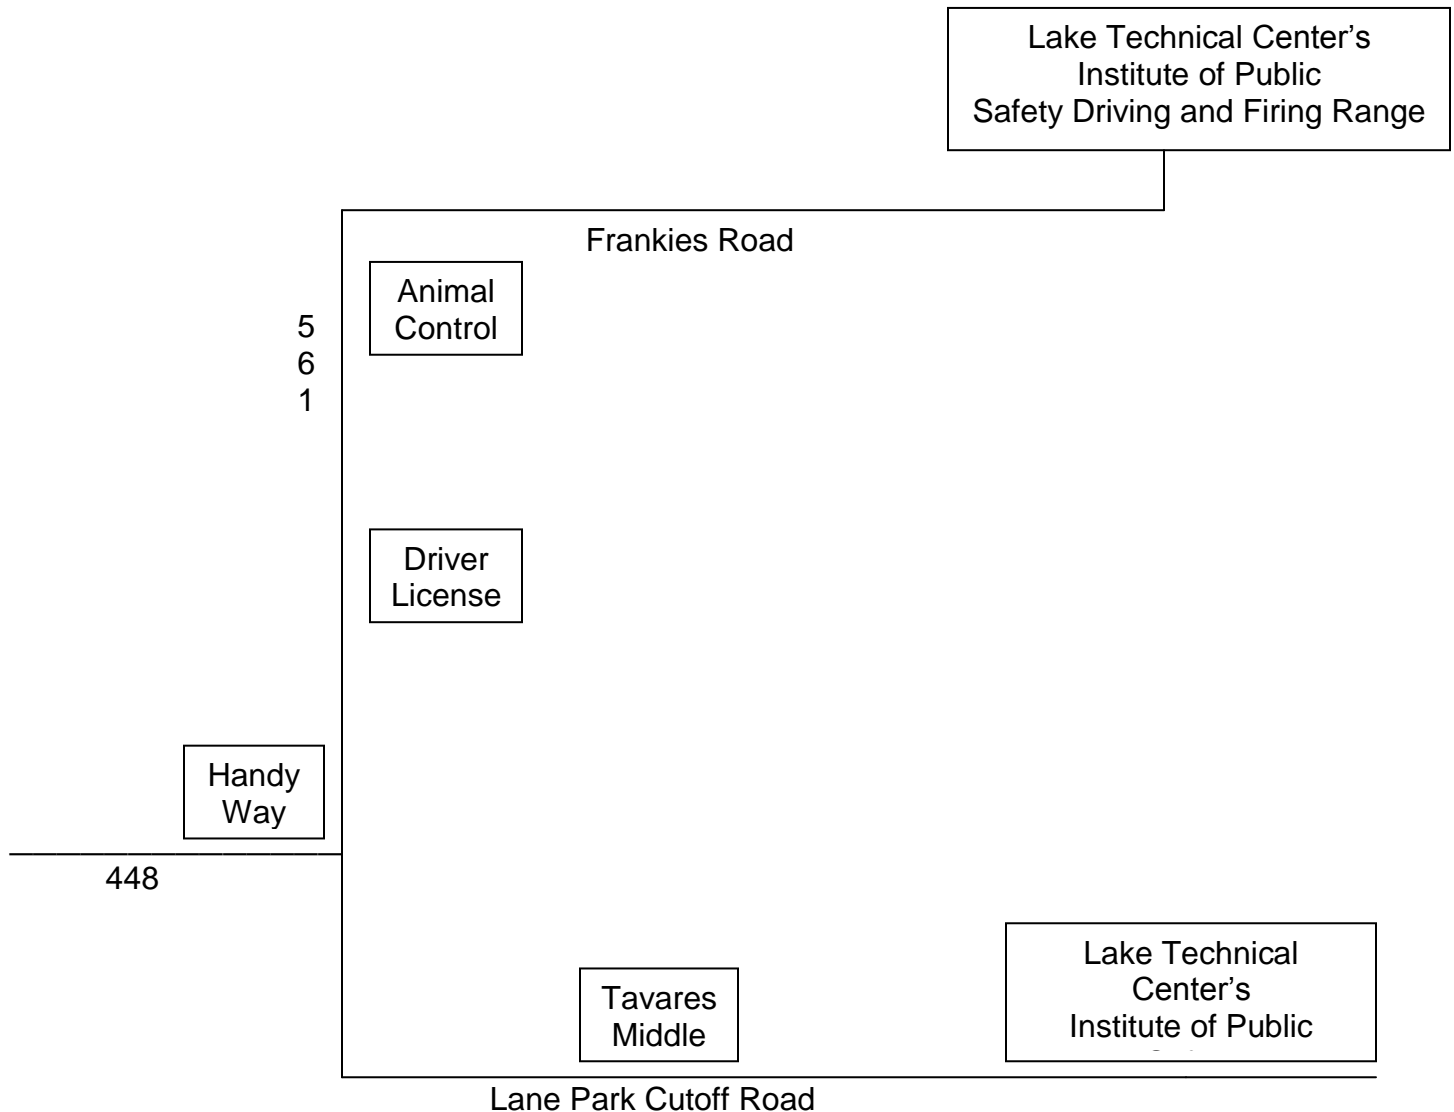 Lake Technical Center’s
Institute of Public
Safety Driving and Firing Range
Frankies Road
Animal
Control
5
6
1
Driver
License
Handy
Way
448
Lake Technical
Center’s
Institute of Public
Tavares
Middle
Lane Park Cutoff Road